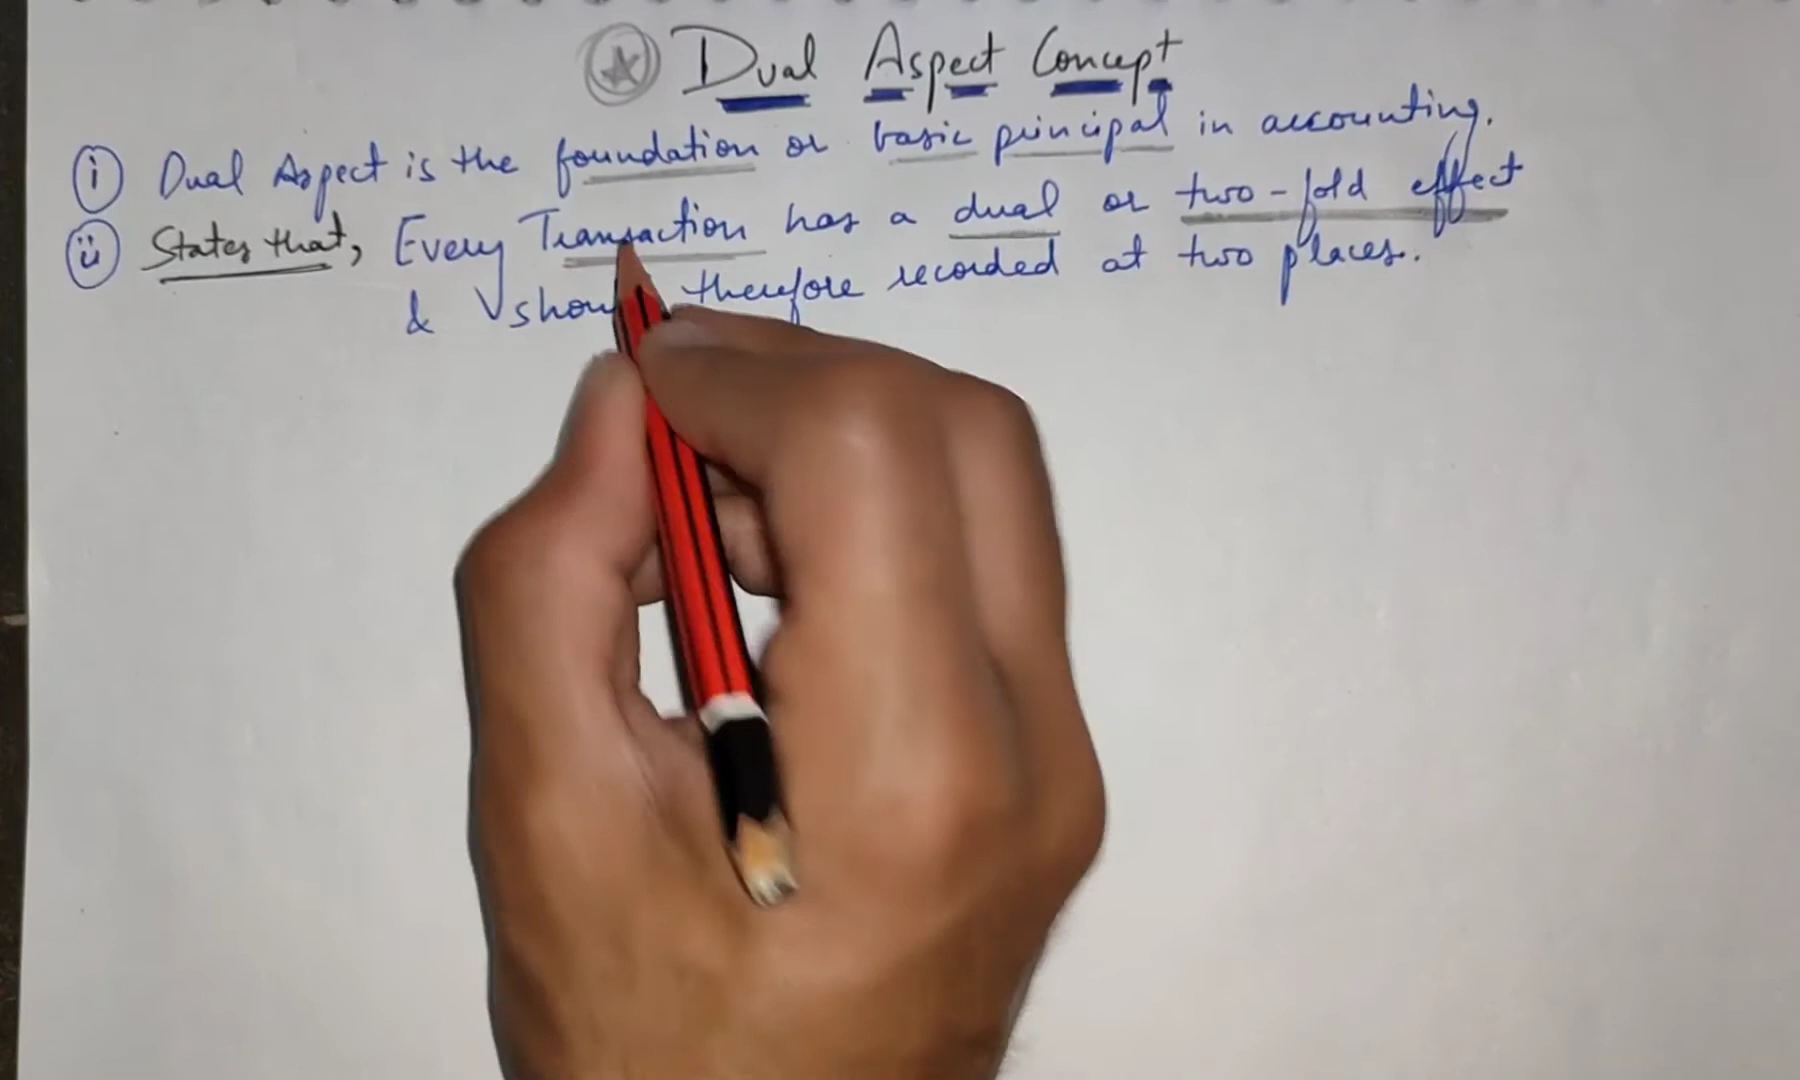 Dual Aspect Concept
i Dual Aspect is the foundation or basic principal in accounting.
ii States that, Every Transaction has a dual or two-fold effect
& therefore recorded at two places.